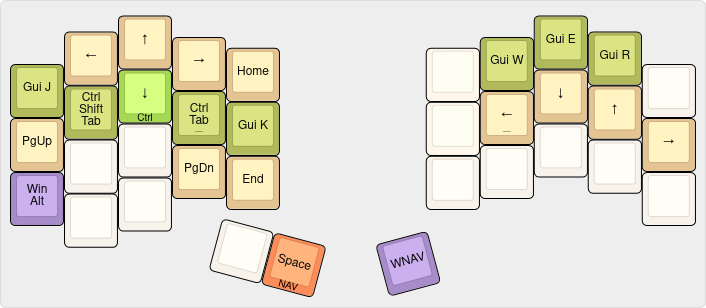 ↑
Gui E
←
→
Gui W
Gui R
Home
Gui J
↓
Ctrl
Ctrl
Shift
Tab
Ctrl
Tab
_
←
_
↓
↑
Gui K
PgUp
→
PgDn
End
Win
Alt
Space
NAV
WNAV